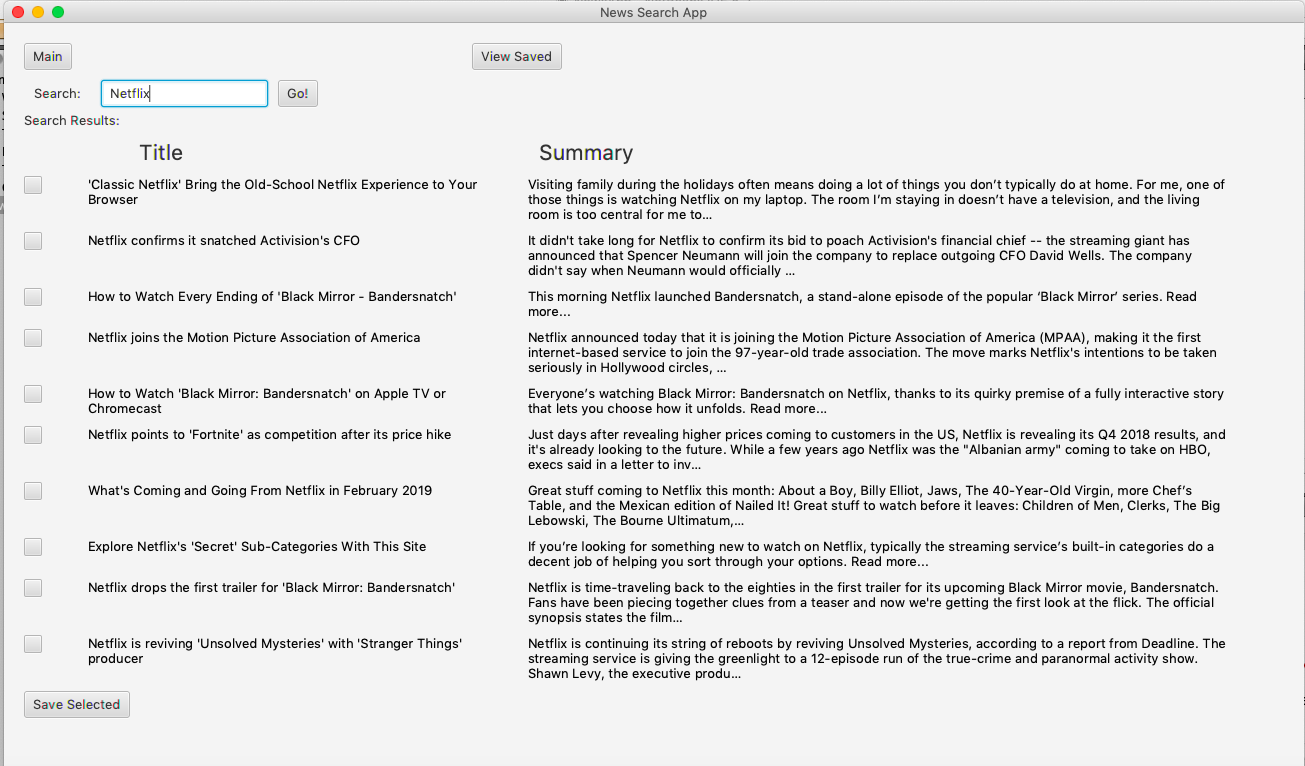 News Search App
Main
View Saved
Search:
Netflix
Go!
Search Results:
Title
Summary
'Classic Netflix' Bring the Old-School Netflix Experience to Your
Browser
Visiting family during the holidays often means doing a lot of things you don’t typically do at home. For me, one of
those things is watching Netflix on my laptop. The room I’m staying in doesn’t have a television, and the living
room is too central for me to...
Netflix confirms it snatched Activision's CFO
It didn't take long for Netflix to confirm its bid to poach Activision's financial chief -- the streaming giant has
announced that Spencer Neumann will join the company to replace outgoing CFO David Wells. The company
didn't say when Neumann would officially ...
How to Watch Every Ending of 'Black Mirror - Bandersnatch'
This morning Netflix launched Bandersnatch, a stand-alone episode of the popular ‘Black Mirror’ series. Read
more...
Netflix joins the Motion Picture Association of America
Netflix announced today that it is joining the Motion Picture Association of America (MPAA), making it the first
internet-based service to join the 97-year-old trade association. The move marks Netflix's intentions to be taken
seriously in Hollywood circles, ...
How to Watch 'Black Mirror: Bandersnatch' on Apple TV or
Chromecast
Everyone’s watching Black Mirror: Bandersnatch on Netflix, thanks to its quirky premise of a fully interactive story
that lets you choose how it unfolds. Read more...
Netflix points to 'Fortnite' as competition after its price hike
Just days after revealing higher prices coming to customers in the US, Netflix is revealing its Q4 2018 results, and
it's already looking to the future. While a few years ago Netflix was the "Albanian army" coming to take on HBO,
execs said in a letter to inv...
What's Coming and Going From Netflix in February 2019
Great stuff coming to Netflix this month: About a Boy, Billy Elliot, Jaws, The 40-Year-Old Virgin, more Chef’s
Table, and the Mexican edition of Nailed It! Great stuff to watch before it leaves: Children of Men, Clerks, The Big
Lebowski, The Bourne Ultimatum,...
Explore Netflix's 'Secret' Sub-Categories With This Site
If you’re looking for something new to watch on Netflix, typically the streaming service’s built-in categories do a
decent job of helping you sort through your options. Read more...
Netflix drops the first trailer for 'Black Mirror: Bandersnatch'
Netflix is time-traveling back to the eighties in the first trailer for its upcoming Black Mirror movie, Bandersnatch.
Fans have been piecing together clues from a teaser and now we're getting the first look at the flick. The official
synopsis states the film...
Netflix is reviving 'Unsolved Mysteries' with 'Stranger Things'
producer
Netflix is continuing its string of reboots by reviving Unsolved Mysteries, according to a report from Deadline. The
streaming service is giving the greenlight to a 12-episode run of the true-crime and paranormal activity show.
Shawn Levy, the executive produ...
Save Selected